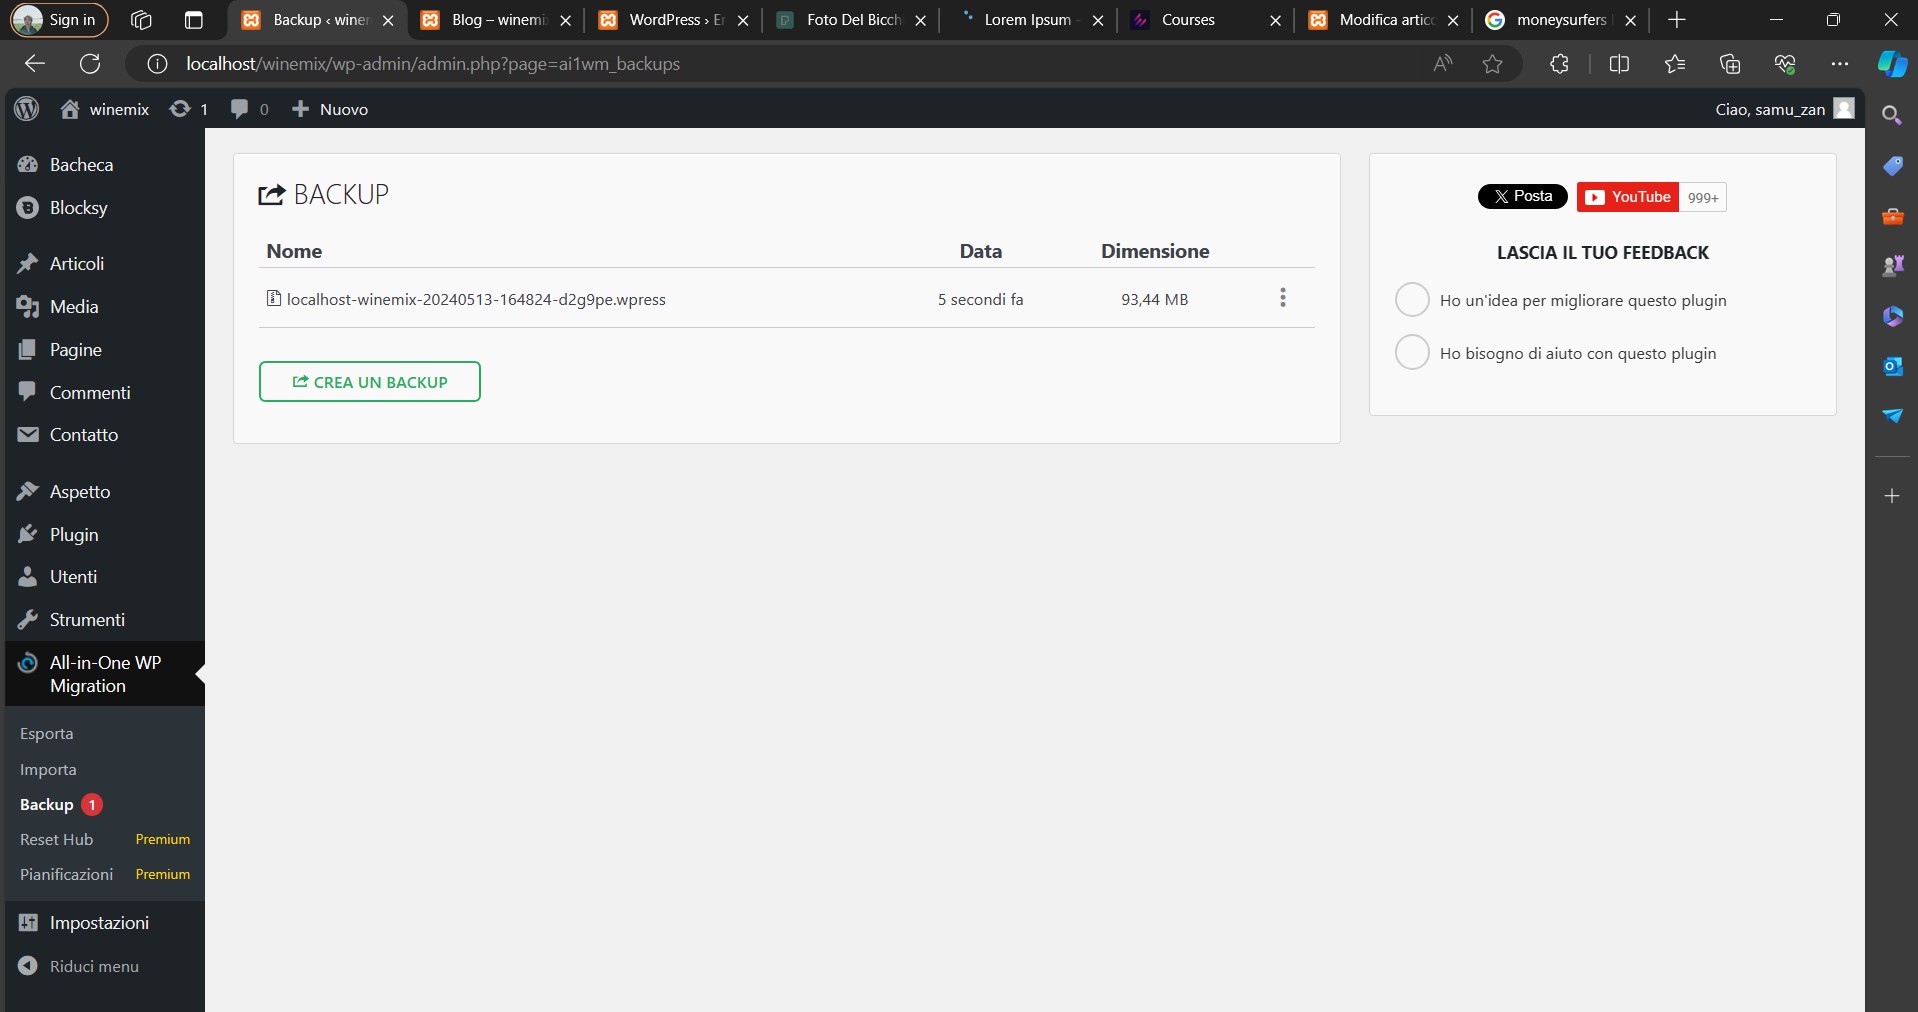 Sign in
Backup ‹ winem
Blog – winemi
WordPress › Er
Foto Del Bicch
Lorem Ipsum -
Courses
Modifica artic
moneysurfers
localhost/winemix/wp-admin/admin.php?page=ai1wm_backups
winemix
1
0
Nuovo
Ciao, samu_zan
Bacheca
Blocksy
Articoli
Media
Pagine
Commenti
Contatto
Aspetto
Plugin
Utenti
Strumenti
All-in-One WP
Migration
Esporta
Importa
Backup 1
Reset Hub Premium
Pianificazioni Premium
Impostazioni
Riduci menu
BACKUP
Nome Data Dimensione
localhost-winemix-20240513-164824-d2g9pe.wpress 5 secondi fa 93,44 MB
CREA UN BACKUP
X Posta
YouTube 999+
LASCIA IL TUO FEEDBACK
Ho un'idea per migliorare questo plugin
Ho bisogno di aiuto con questo plugin